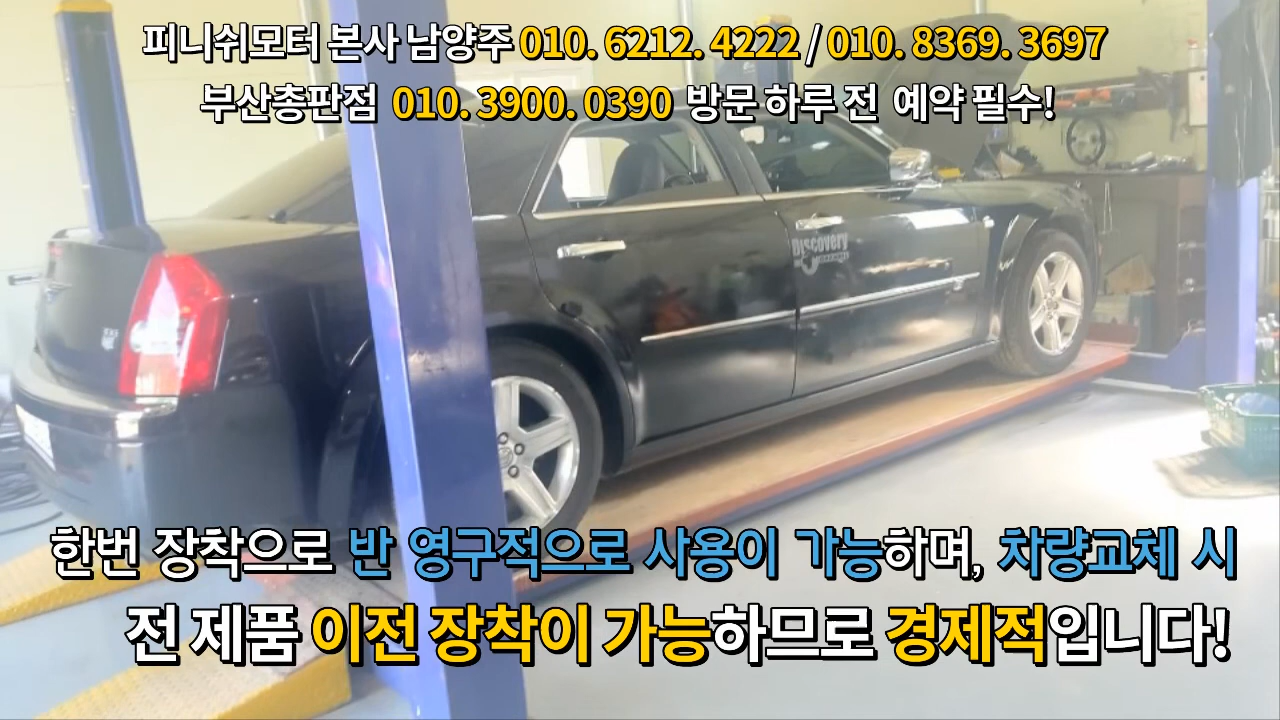 피니쉬모터 본사 남양주 010. 6212. 4222 / 010. 8369. 3697
부산총판점 010. 3900. 0390 방문 하루 전 예약 필수!
Discovery
한번 장착으로 반 영구적으로 사용이 가능하며, 차량교체 시
전 제품 이전 장착이 가능하므로 경제적입니다!